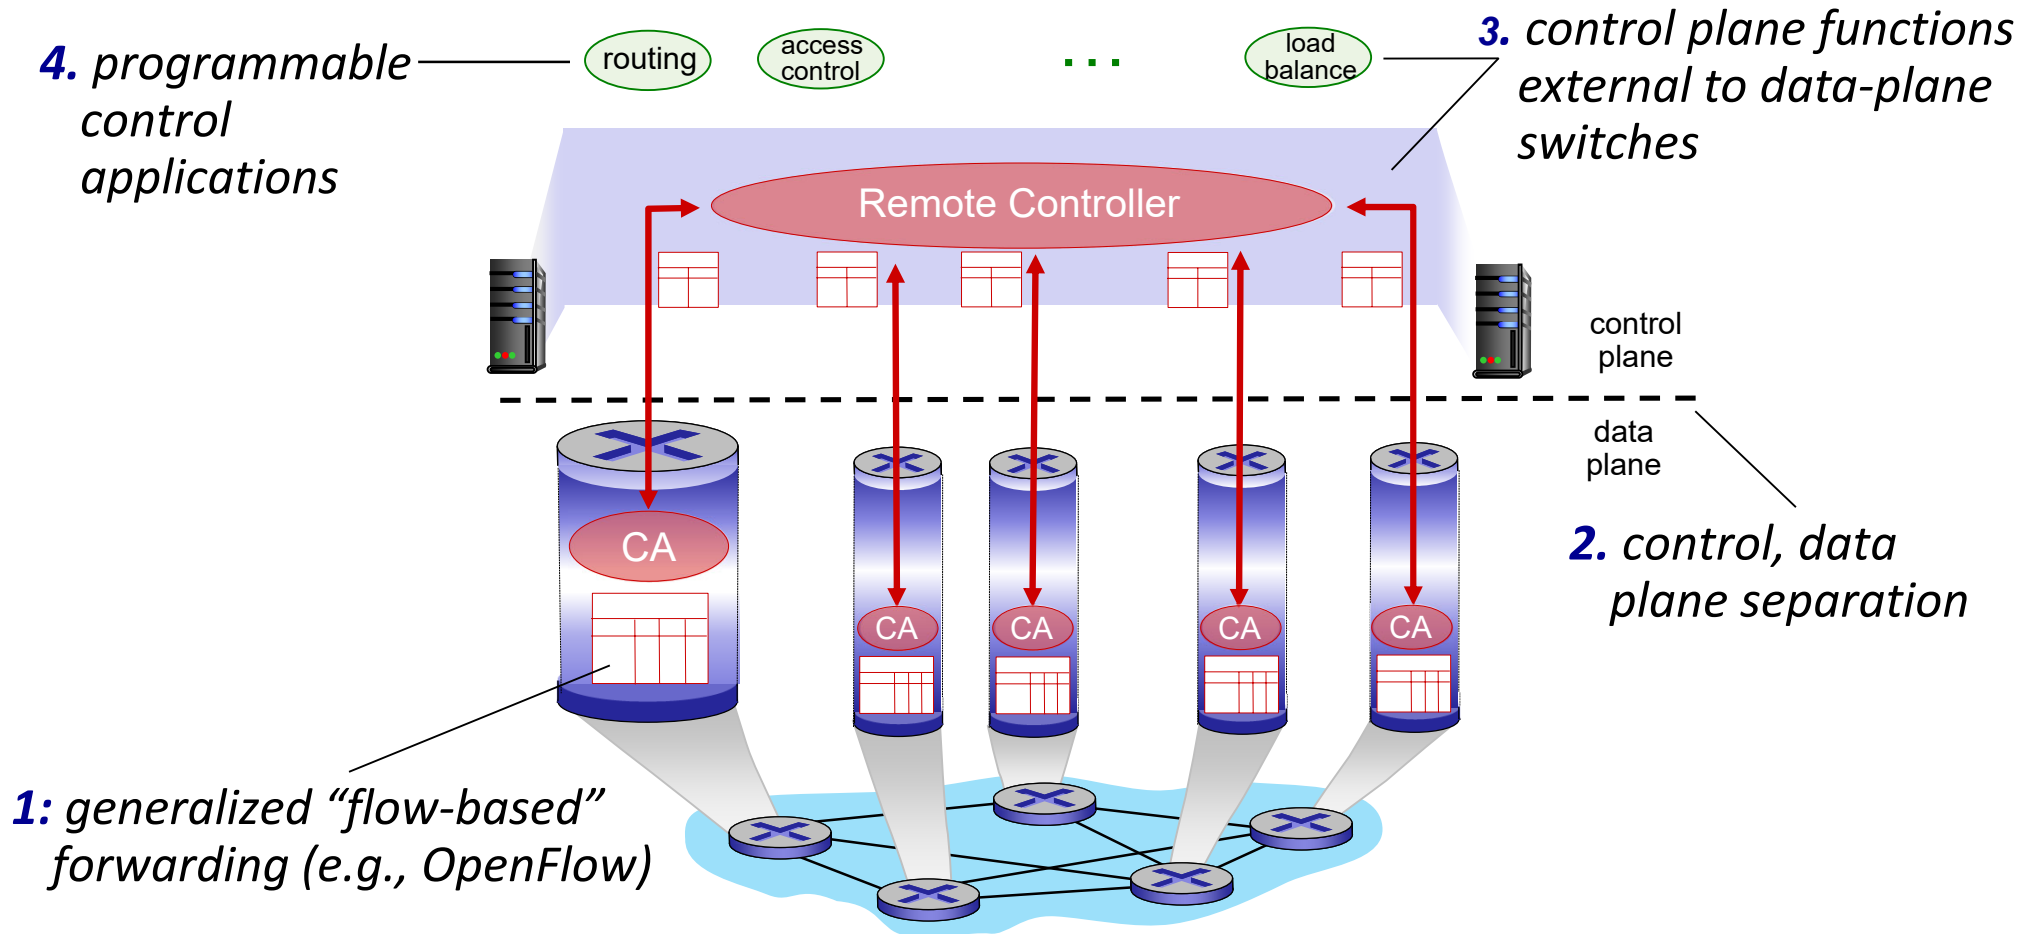 4. programmable
control
applications
routing
access
control
...
load
balance
3. control plane functions
external to data-plane
switches
Remote Controller
control
plane
data
plane
2. control, data
plane separation
CA
CA
CA
CA
CA
1: generalized “flow-based”
forwarding (e.g., OpenFlow)